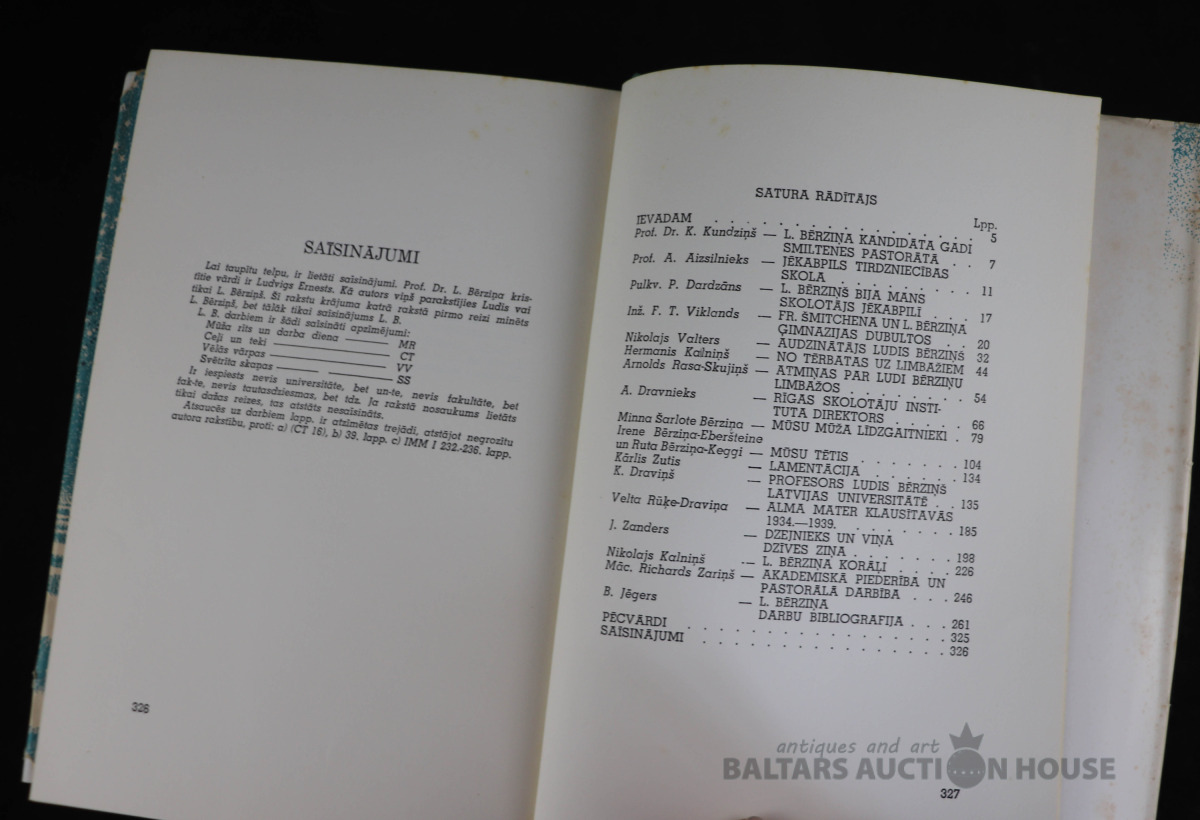 SAĪSINĀJUMI
Lai taupītu telpu, ir lietāti saīsinājumi. Prof. Dr. L. Bērziņa kris-
tītie vārdi ir Ludvigs Ernests. Kā autors viņš parakstījies Ludis vai
tikai L. Bērziņš. Šī rakstu krājuma katrā rakstā pirmo reizi minēts
L. Bērziņš, bet tālāk tikai saīsinājums L. B.
L. B. darbiem ir šādi saīsināti apzīmējumi:
Mūža rīts un darba diena ——— MR
Ceļi un teki ——— CT
Vēlās vārpas ——— VV
Svētrīta skaņas ——— ——— SS
Ir iespiests nevis universitāte, bet un-te, nevis fakultāte, bet
fak-te, nevis tautasdziesmas, bet tdz. Ja rakstā nosaukums lietāts
tikai dažas reizes, tas atstāts nesaīsināts.
Atsaucēs uz darbiem lapp. ir atzīmētas trejādi, atstājot negrozītu
autora rakstību, proti: a) (CT 16), b) 39. lapp. c) IMM I 232.-236. lapp.
326
SATURA RĀDĪTĀJS
Lpp.
IEVADAM . . . . . . . . . . . . . . . 5
Prof. Dr. K. Kundziņš — L. BĒRZIŅA KANDIDĀTA GADI
SMILTENES PASTORĀTĀ . . 7
Prof. A. Aizsilnieks — JĒKABPILS TIRDZNIECĪBAS
SKOLA . . . . . . . . . 11
Pulkv. P. Dardzāns — L. BĒRZIŅŠ BIJA MANS
SKOLOTĀJS JĒKABPILĪ . . . 17
Inž. F. T. Viklands — FR. ŠMITCHENA UN L. BĒRZIŅA
ĢIMNAZIJAS DUBULTOS . . 20
Nikolajs Valters — AUDZINĀTĀJS LUDIS BĒRZIŅŠ 32
Hermanis Kalniņš — NO TĒRBATAS UZ LIMBAŽIEM 44
Arnolds Rasa-Skujiņš — ATMIŅAS PAR LUDI BĒRZIŅU
LIMBAŽOS . . . . . . . . 54
A. Dravnieks — RĪGAS SKOLOTĀJU INSTI-
TUTA DIREKTORS . . . . . 66
Minna Šarlote Bērziņa — MŪSU MŪŽA LĪDZGAITNIEKI . 79
Irene Bērziņa-Eberšteine
un Ruta Bērziņa-Keggi — MŪSU TĒTIS . . . . . . . 104
Kārlis Zutis — LAMENTĀCIJA . . . . . . 134
K. Draviņš — PROFESORS LUDIS BĒRZIŅŠ
LATVIJAS UNIVERSITĀTĒ . . 135
Velta Rūķe-Draviņa — ALMA MATER KLAUSĪTAVĀS
1934.—1939. . . . . . . . 185
J. Zanders — DZEJNIEKS UN VIŅA
DZĪVES ZIŅA . . . . . . . 198
Nikolajs Kalniņš — L. BĒRZIŅA KORĀĻI . . . . 226
Māc. Richards Zariņš — AKADĒMISKĀ PIEDERĪBA UN
PASTORĀLĀ DARBĪBA . . . 246
B. Jēgers — L. BĒRZIŅA
DARBU BIBLIOGRAFIJA . . . 261
PĒCVĀRDI . . . . . . . . . . . . . . . 325
SAĪSINĀJUMI . . . . . . . . . . . . . . 326
327
antiques and art
BALTARS AUCTION HOUSE